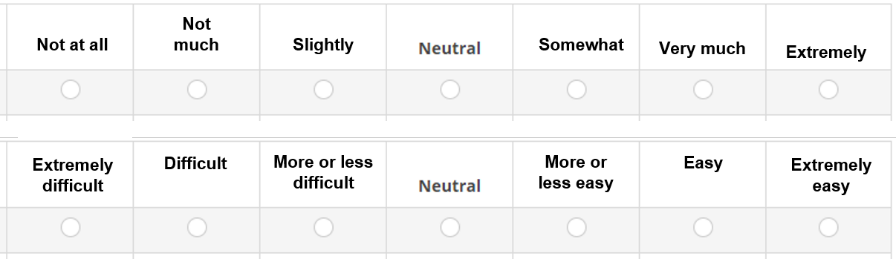 Not at all
Not
much
Slightly
Neutral
Somewhat
Very much
Extremely
Extremely
difficult
Difficult
More or less
difficult
Neutral
More or
less easy
Easy
Extremely
easy